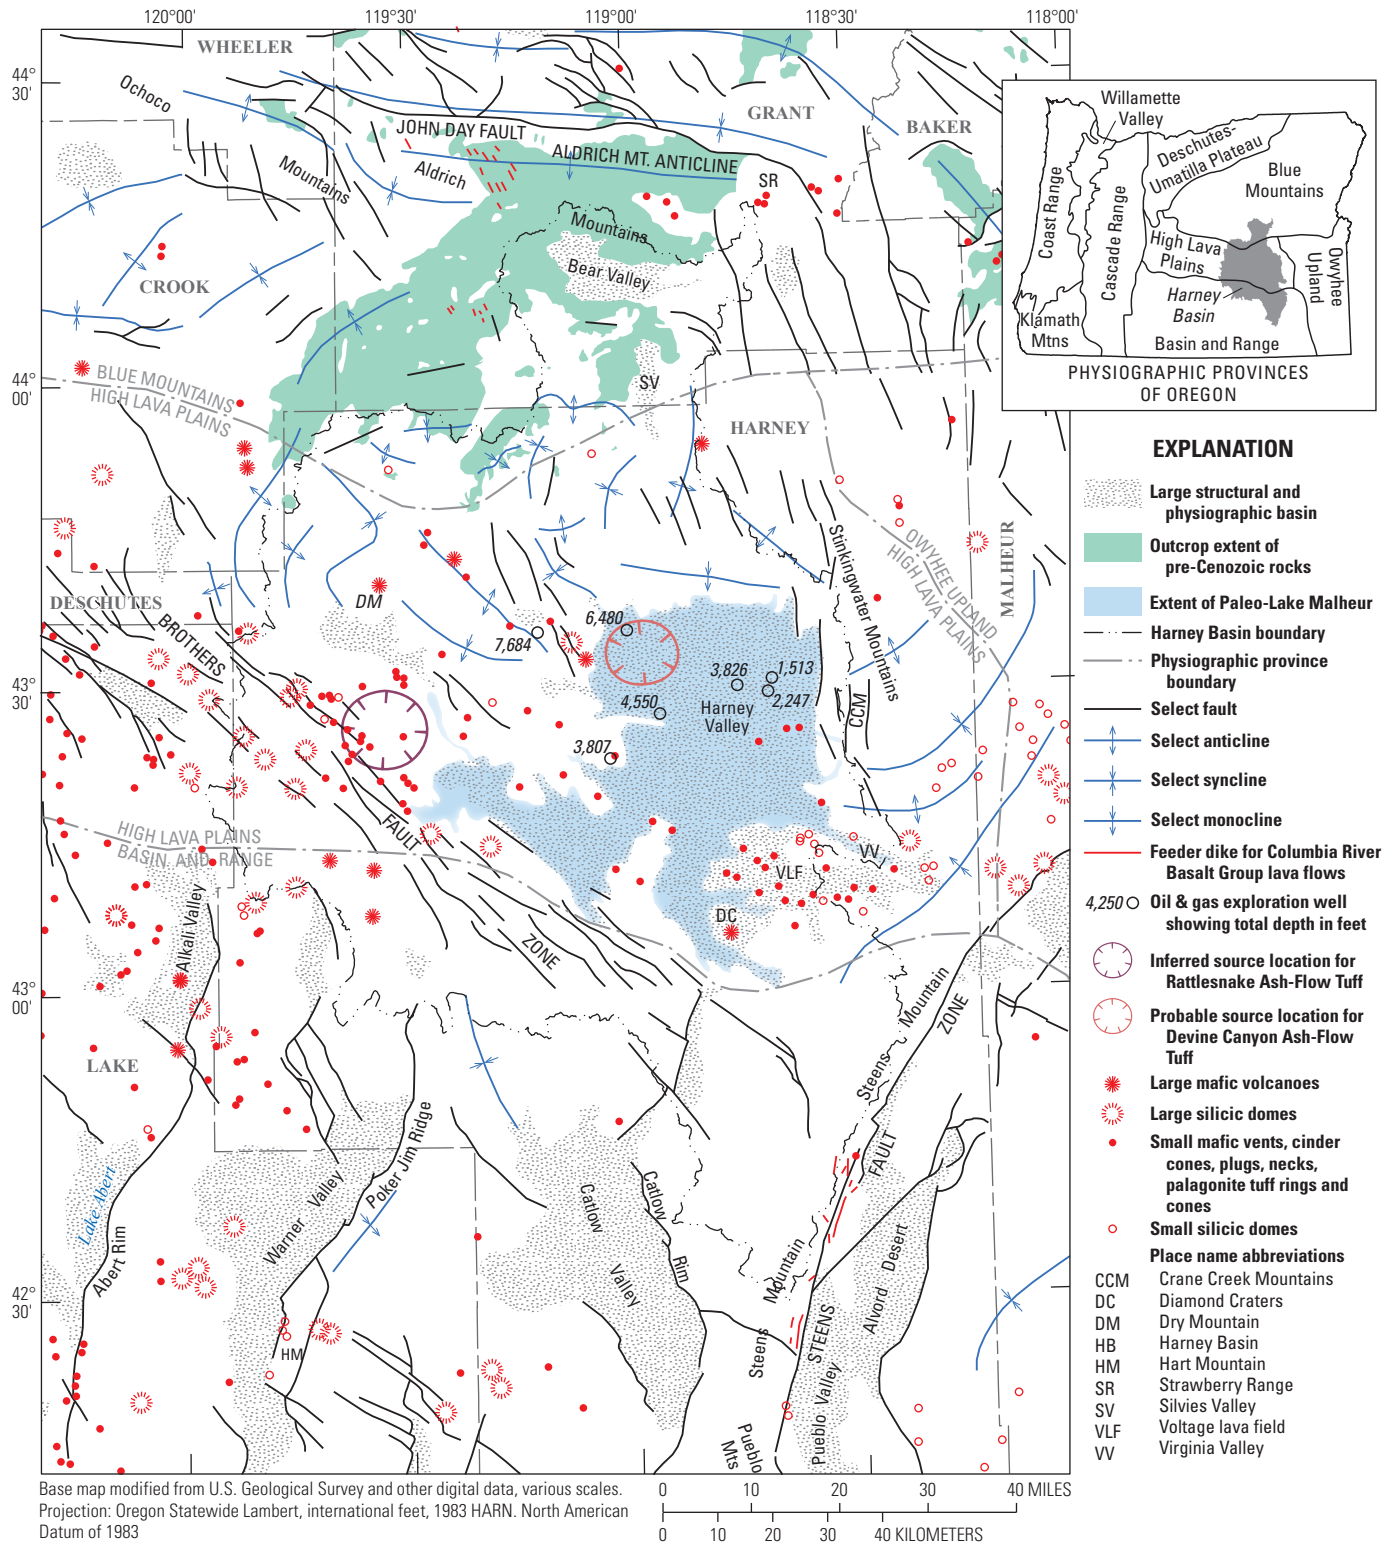 120°00'
119°30'
119°00'
118°30'
118°00'
44°
30'
44°
00'
43°
30'
43°
00'
42°
30'
WHEELER
Ochoco
Mountains
JOHN DAY FAULT
GRANT
BAKER
ALDRICH MT. ANTICLINE
Aldrich
Mountains
SR
Bear Valley
CROOK
SV
BLUE MOUNTAINS
HIGH LAVA PLAINS
HARNEY
OWYHEE UPLAND
HIGH LAVA PLAINS
MALHEUR
Stinkingwater Mountains
DESCHUTES
BROTHERS
DM
7,684
6,480
3,826
1,513
2,247
4,550
Harney
Valley
CCM
3,807
FAULT
HIGH LAVA PLAINS
BASIN AND RANGE
VLF
VV
DC
Alkali Valley
ZONE
Steens Mountain
ZONE
LAKE
Lake Abert
Abert Rim
Warner Valley
Poker Jim Ridge
Catlow
Valley
Catlow
Rim
FAULT
Steens
Mountain
STEENS
Alvord Desert
HM
Pueblo Valley
Pueblo
Mts
Willamette
Valley
Deschutes-
Umatilla Plateau
Blue
Mountains
Coast Range
Cascade Range
High Lava
Plains
Harney
Basin
Owyhee
Upland
Klamath
Mtns
Basin and Range
PHYSIOGRAPHIC PROVINCES
OF OREGON
EXPLANATION
Large structural and
physiographic basin
Outcrop extent of
pre-Cenozoic rocks
Extent of Paleo-Lake Malheur
Harney Basin boundary
Physiographic province
boundary
Select fault
Select anticline
Select syncline
Select monocline
Feeder dike for Columbia River
Basalt Group lava flows
4,250 Oil & gas exploration well
showing total depth in feet
Inferred source location for
Rattlesnake Ash-Flow Tuff
Probable source location for
Devine Canyon Ash-Flow
Tuff
Large mafic volcanoes
Large silicic domes
Small mafic vents, cinder
cones, plugs, necks,
palagonite tuff rings and
cones
Small silicic domes
Place name abbreviations
CCM Crane Creek Mountains
DC Diamond Craters
DM Dry Mountain
HB Harney Basin
HM Hart Mountain
SR Strawberry Range
SV Silvies Valley
VLF Voltage lava field
VV Virginia Valley
Base map modified from U.S. Geological Survey and other digital data, various scales.
Projection: Oregon Statewide Lambert, international feet, 1983 HARN. North American
Datum of 1983
0 10 20 30 40 MILES
0 10 20 30 40 KILOMETERS